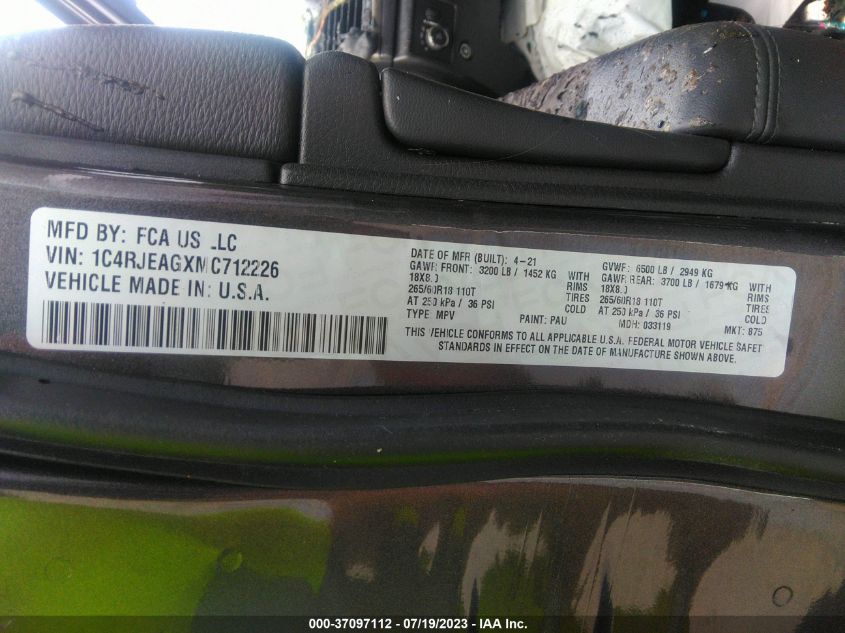 MFD BY: FCA US LLC
VIN: 1C4RJEAGXMC712226
VEHICLE MADE IN: U.S.A.
DATE OF MFR (BUILT): 4-21
GAWF: FRONT: 3200 LB / 1452 KG WITH
18X8.0 RIMS
265/60R18 110T TIRES
AT 250 kPa / 36 PSI COLD
TYPE: MPV PAINT: PAU
GVWF: 6500 LB / 2949 KG
GAWR REAR: 3700 LB / 1679 KG WITH
18X8.0 RIMS
265/60R18 110T TIRES
AT 250 kPa / 36 PSI COLD
MDH: 033119 MKT: 875
THIS VEHICLE CONFORMS TO ALL APPLICABLE U.S.A. FEDERAL MOTOR VEHICLE SAFET
STANDARDS IN EFFECT ON THE DATE OF MANUFACTURE SHOWN ABOVE.
000-37097112 - 07/19/2023 - IAA Inc.